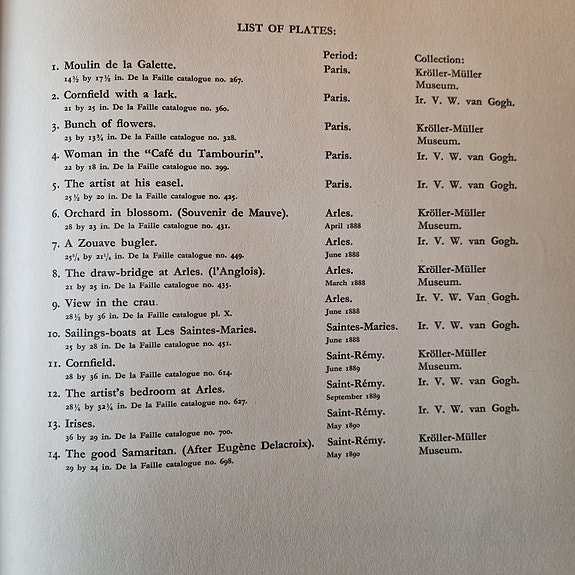 LIST OF PLATES:
Period: Collection:
1. Moulin de la Galette. Paris. Kröller-Müller
14½ by 17½ in. De la Faille catalogue no. 267. Museum.
2. Cornfield with a lark. Paris. Ir. V. W. van Gogh.
21 by 25 in. De la Faille catalogue no. 360.
3. Bunch of flowers. Paris. Kröller-Müller
23 by 13¾ in. De la Faille catalogue no. 328. Museum.
4. Woman in the "Café du Tambourin". Paris. Ir. V. W. van Gogh.
22 by 18 in. De la Faille catalogue no. 299.
5. The artist at his easel. Paris. Ir. V. W. van Gogh.
25½ by 20 in. De la Faille catalogue no. 425.
6. Orchard in blossom. (Souvenir de Mauve). Arles. Kröller-Müller
28 by 23 in. De la Faille catalogue no. 431. April 1888 Museum.
7. A Zouave bugler. Arles. Ir. V. W. van Gogh.
by in. De la Faille catalogue no. 449. June 1888
8. The draw-bridge at Arles. (l'Anglois). Arles. Kröller-Müller
21 by 25 in. De la Faille catalogue no. 435. March 1888 Museum.
9. View in the crau. Arles. Ir. V. W. Van Gogh.
28½ by 36 in. De la Faille catalogue pl. X. June 1888
10. Sailings-boats at Les Saintes-Maries. Saintes-Maries. Ir. V. W. van Gogh.
25 by 28 in. De la Faille catalogue no. 451. June 1888
11. Cornfield. Saint-Rémy. Kröller-Müller
28 by 36 in. De la Faille catalogue no. 614. June 1889 Museum.
12. The artist's bedroom at Arles. Saint-Rémy. Ir. V. W. van Gogh.
28¼ by 32¼ in. De la Faille catalogue no. 627. September 1889
13. Irises. Saint-Rémy. Ir. V. W. van Gogh.
36 by 29 in. De la Faille catalogue no. 700. May 1890
14. The good Samaritan. (After Eugène Delacroix). Saint-Rémy. Kröller-Müller
29 by 24 in. De la Faille catalogue no. 698. May 1890 Museum.